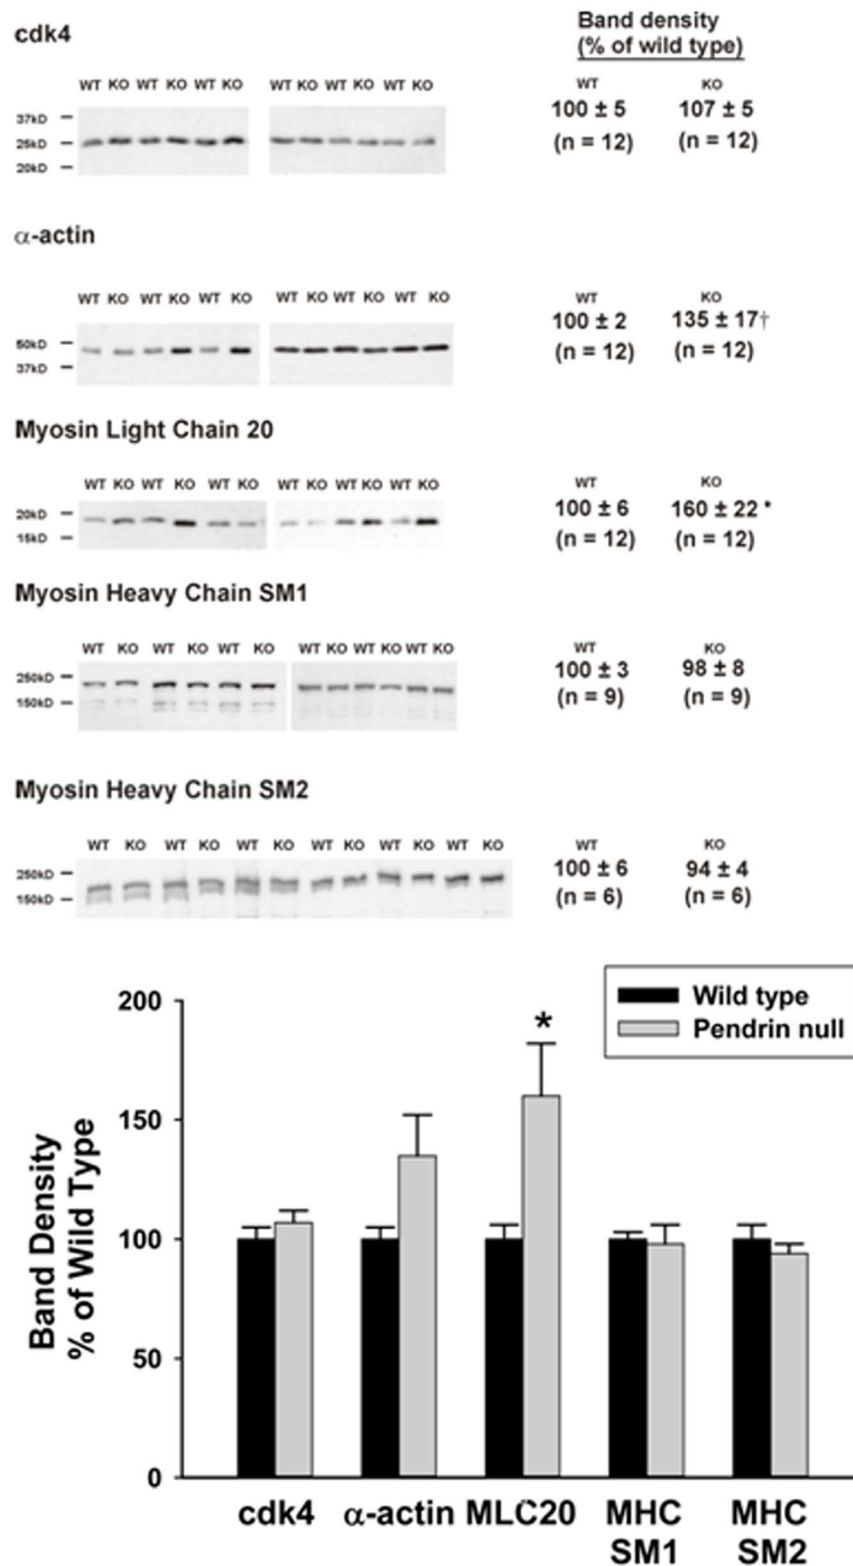 cdk4
Band density
(% of wild type)
WT KO WT KO WT KO WT KO WT KO WT KO
WT KO
37kD
25kD
20kD
100 ± 5 107 ± 5
(n = 12) (n = 12)
α-actin
WT KO WT KO WT KO WT KO WT KO WT KO
WT KO
50kD
37kD
100 ± 2 135 ± 17†
(n = 12) (n = 12)
Myosin Light Chain 20
WT KO WT KO WT KO WT KO WT KO WT KO
WT KO
20kD
15kD
100 ± 6 160 ± 22 *
(n = 12) (n = 12)
Myosin Heavy Chain SM1
WT KO WT KO WT KO WT KO WT KO WT KO
WT KO
250kD
150kD
100 ± 3 98 ± 8
(n = 9) (n = 9)
Myosin Heavy Chain SM2
WT KO WT KO WT KO WT KO WT KO WT KO
WT KO
250kD
150kD
100 ± 6 94 ± 4
(n = 6) (n = 6)
Wild type
Pendrin null
Band Density
% of Wild Type
200
150
100
50
0
*
cdk4 α-actin MLC20 MHC MHC
SM1 SM2